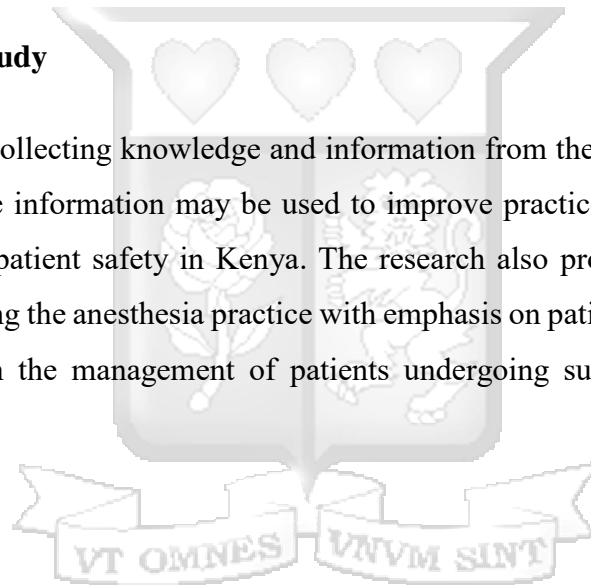 udy
ollecting knowledge and information from the
information may be used to improve practice
patient safety in Kenya. The research also pro
g the anesthesia practice with emphasis on pati
the management of patients undergoing su
VT OMNES VNVM SINT